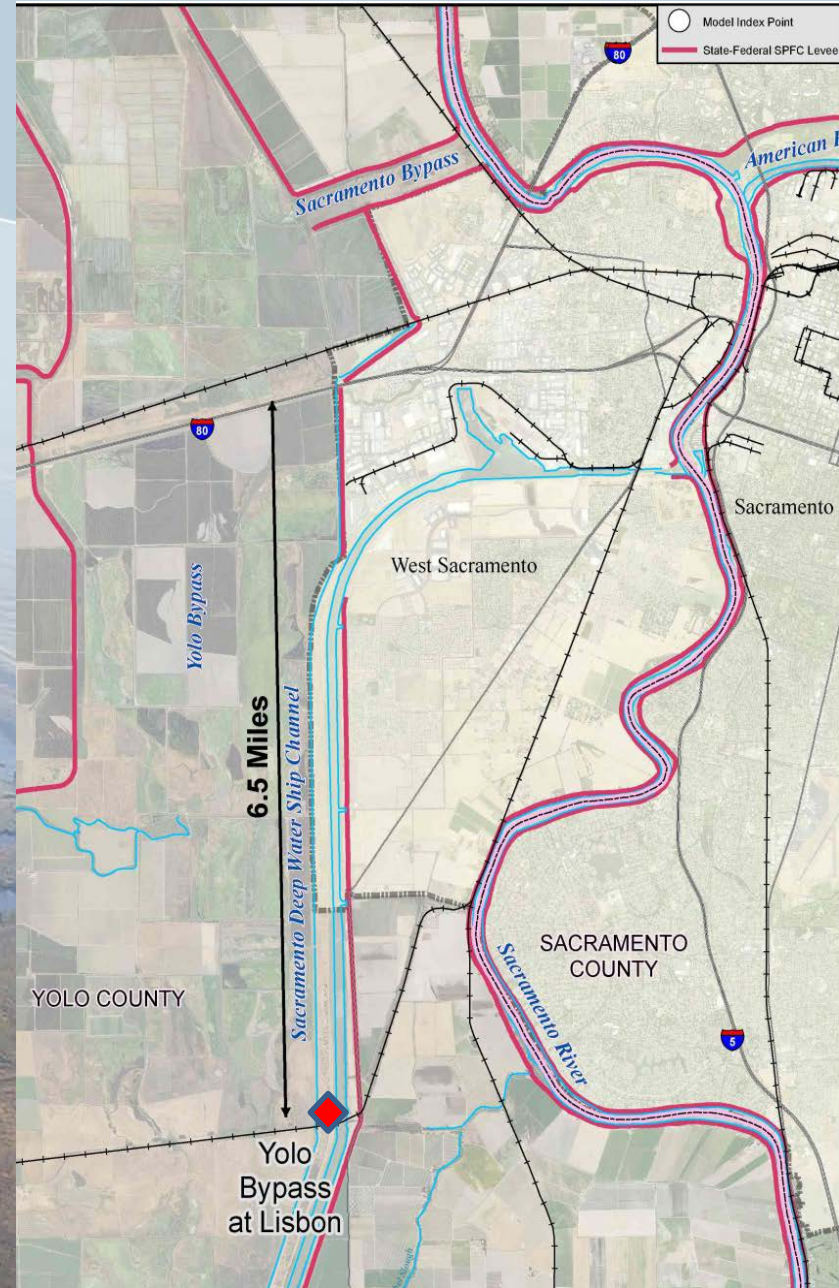 Model Index Point
State-Federal SPFC Levee
80
American
Sacramento Bypass
80
Sacramento
West Sacramento
Yolo Bypass
6.5 Miles
Sacramento Deep Water Ship Channel
SACRAMENTO
COUNTY
YOLO COUNTY
Sacramento River
5
Yolo
Bypass
at Lisbon
Slough